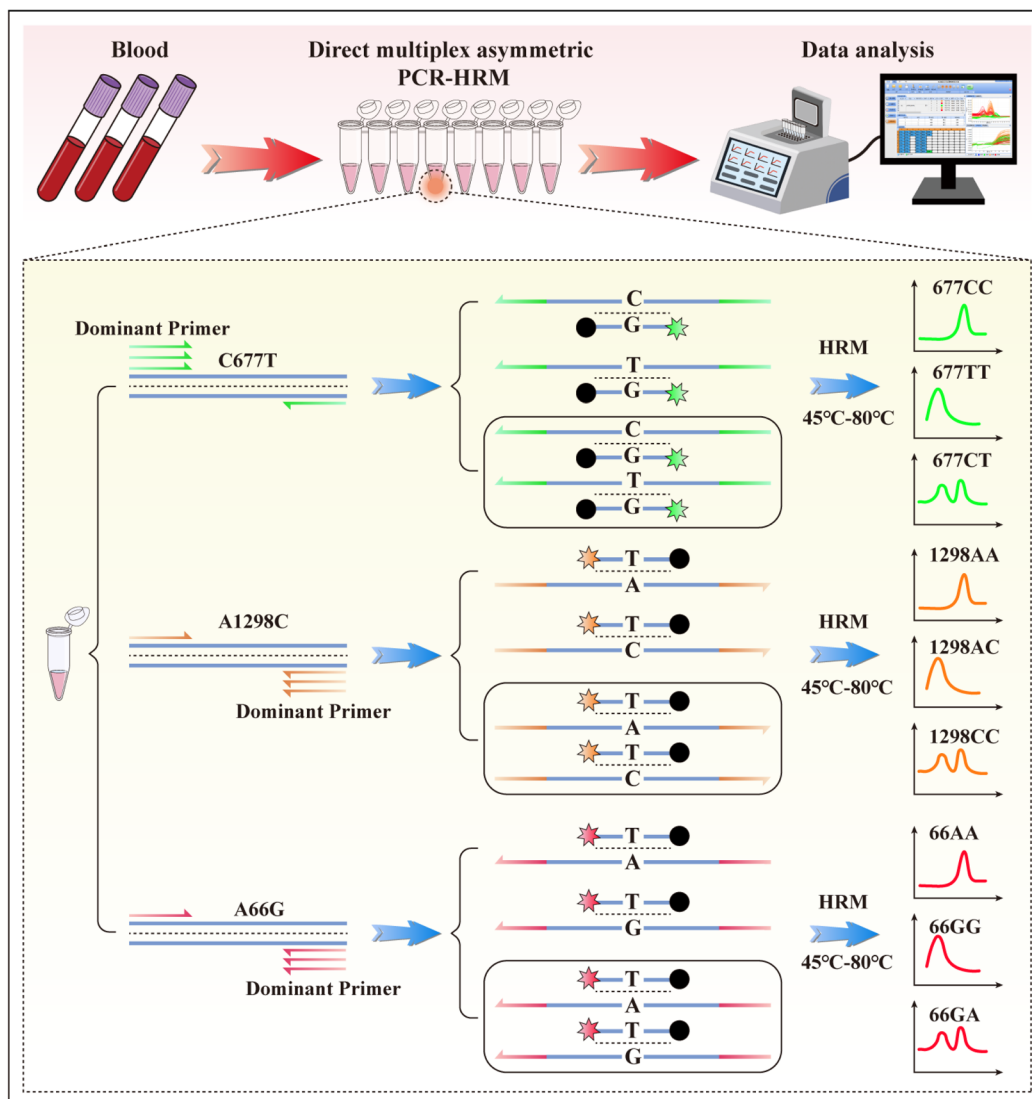 Blood
Direct multiplex asymmetric
PCR-HRM
Data analysis
Dominant Primer
C677T
C
G
T
G
C
G
T
G
HRM
45℃-80℃
677CC
677TT
677CT
A1298C
Dominant Primer
T
A
T
C
T
A
T
C
HRM
45℃-80℃
1298AA
1298AC
1298CC
A66G
Dominant Primer
T
A
T
G
T
A
T
G
HRM
45℃-80℃
66AA
66GG
66GA